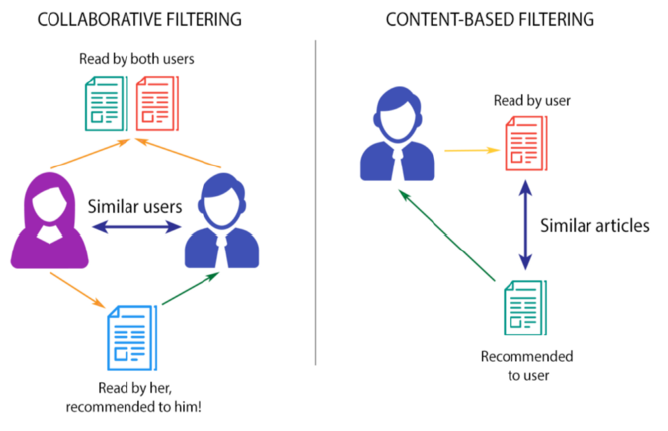 COLLABORATIVE FILTERING
Read by both users
Similar users
Read by her,
recommended to him!
CONTENT-BASED FILTERING
Read by user
Similar articles
Recommended
to user